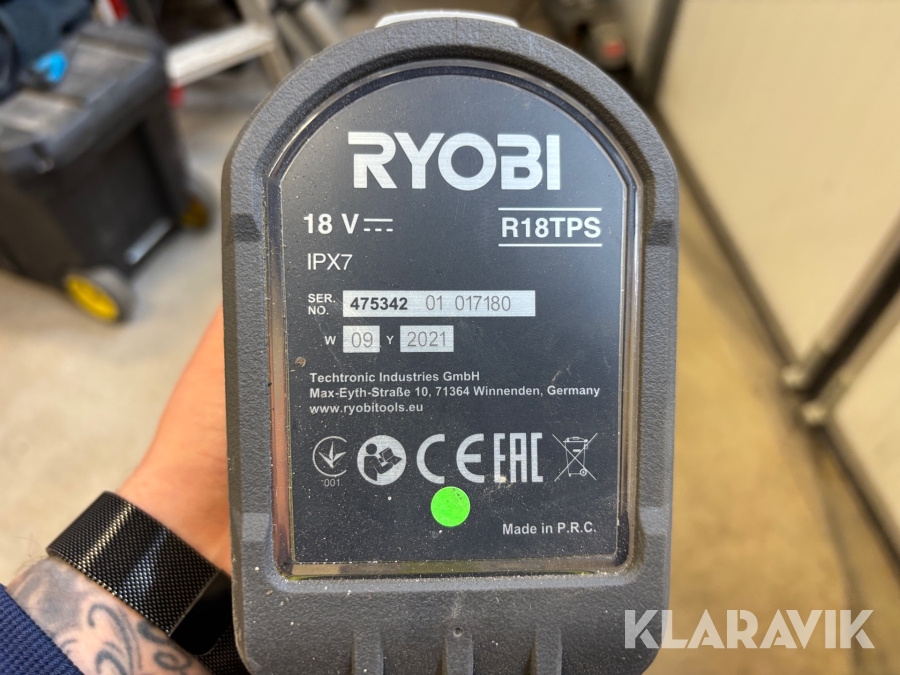 RYOBI
18 V
R18TPS
IPX7
SER. NO. 475342 01 017180
W 09 Y 2021
Techtronic Industries GmbH
Max-Eyth-Straße 10, 71364 Winnenden, Germany
www.ryobitools.eu
001
CE EAC
Made in P.R.C.
KLARAVIK